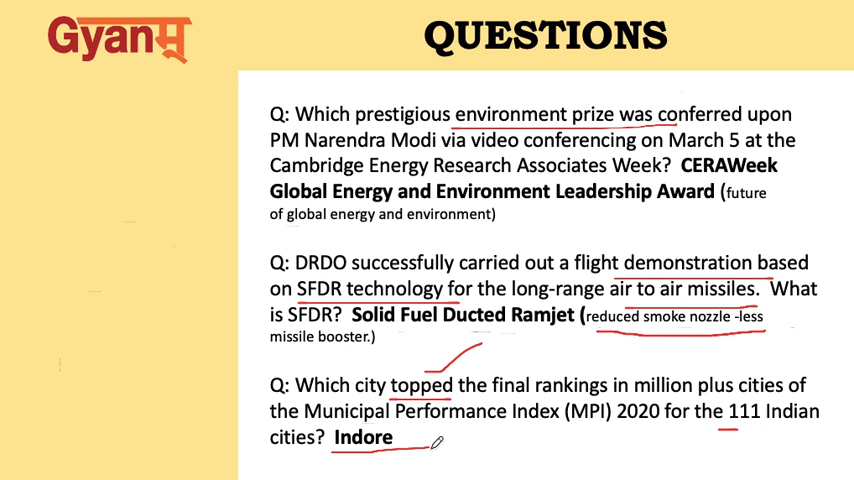 Gyanम्
QUESTIONS
Q: Which prestigious environment prize was conferred upon
PM Narendra Modi via video conferencing on March 5 at the
Cambridge Energy Research Associates Week? CERAWeek
Global Energy and Environment Leadership Award (future
of global energy and environment)
Q: DRDO successfully carried out a flight demonstration based
on SFDR technology for the long-range air to air missiles. What
is SFDR? Solid Fuel Ducted Ramjet (reduced smoke nozzle -less
missile booster.)
Q: Which city topped the final rankings in million plus cities of
the Municipal Performance Index (MPI) 2020 for the 111 Indian
cities? Indore